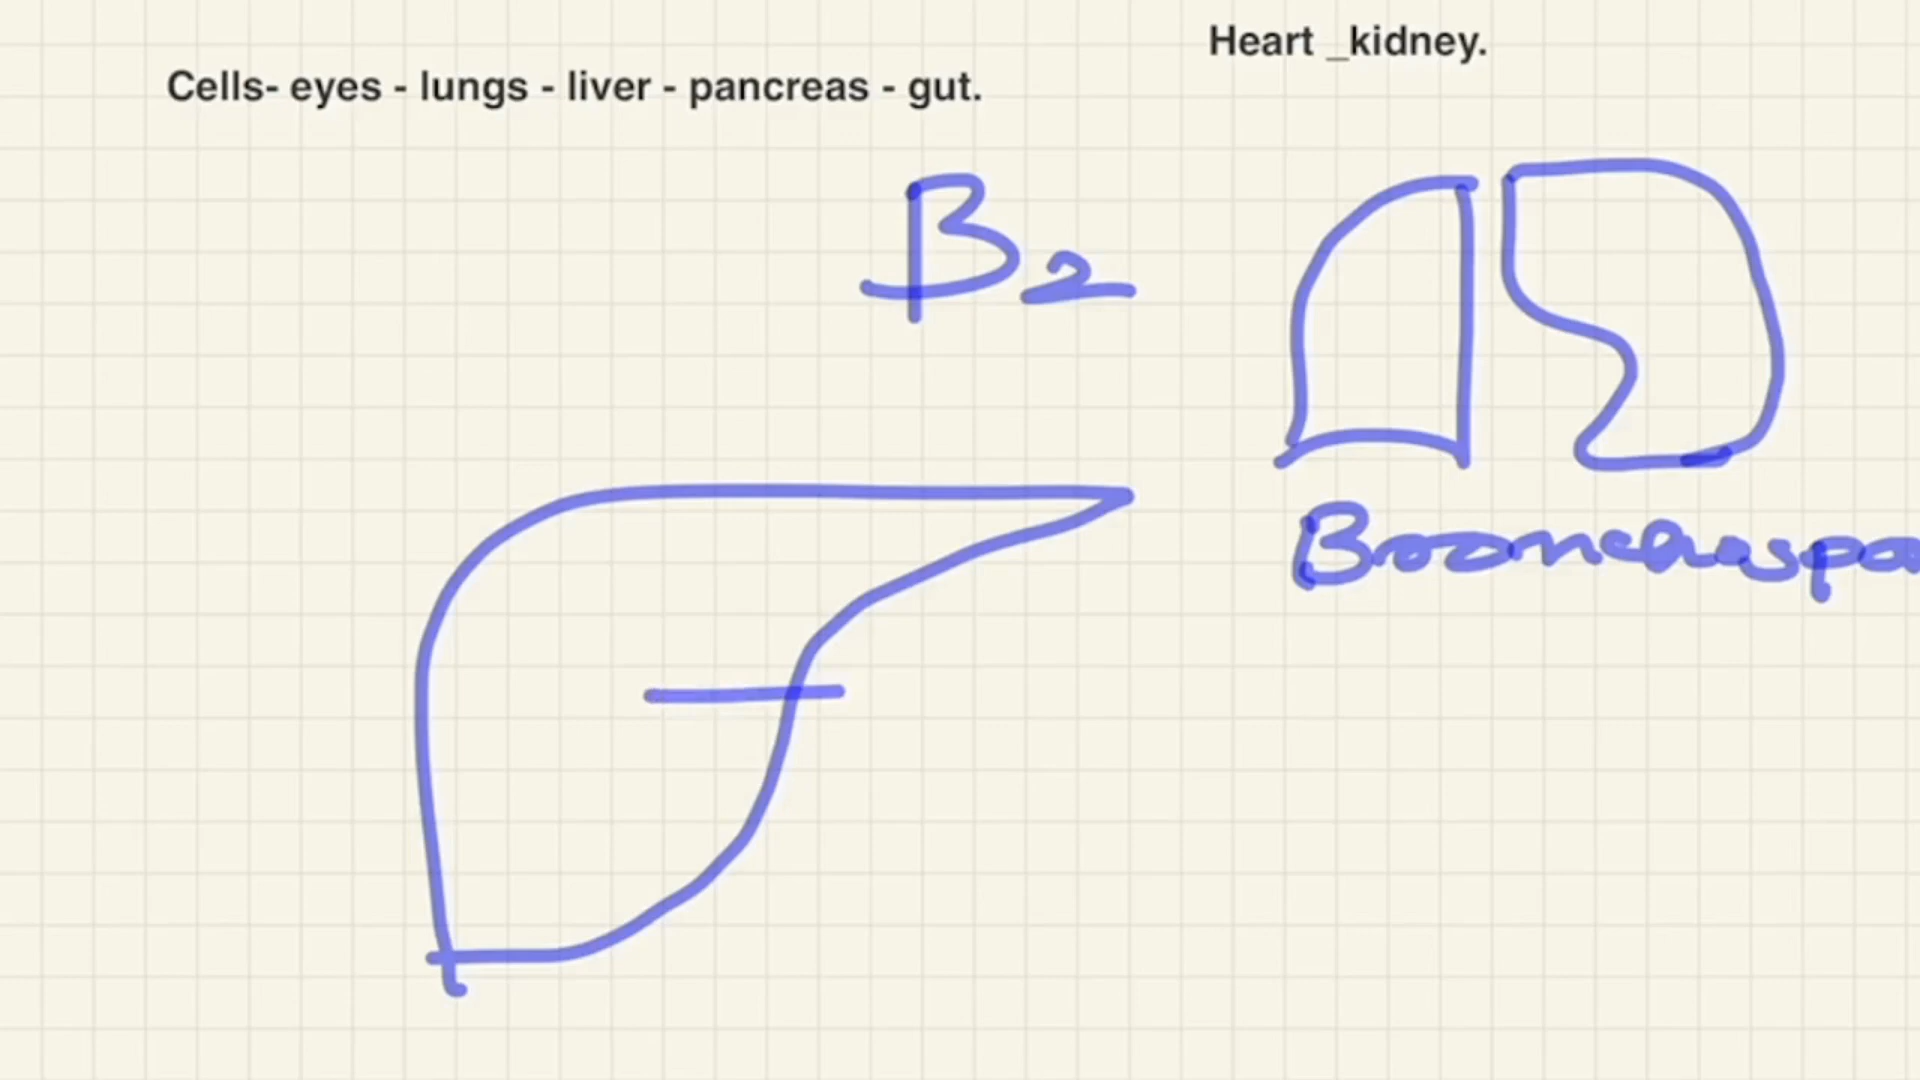 Heart _kidney.
Cells- eyes - lungs - liver - pancreas - gut.
B2